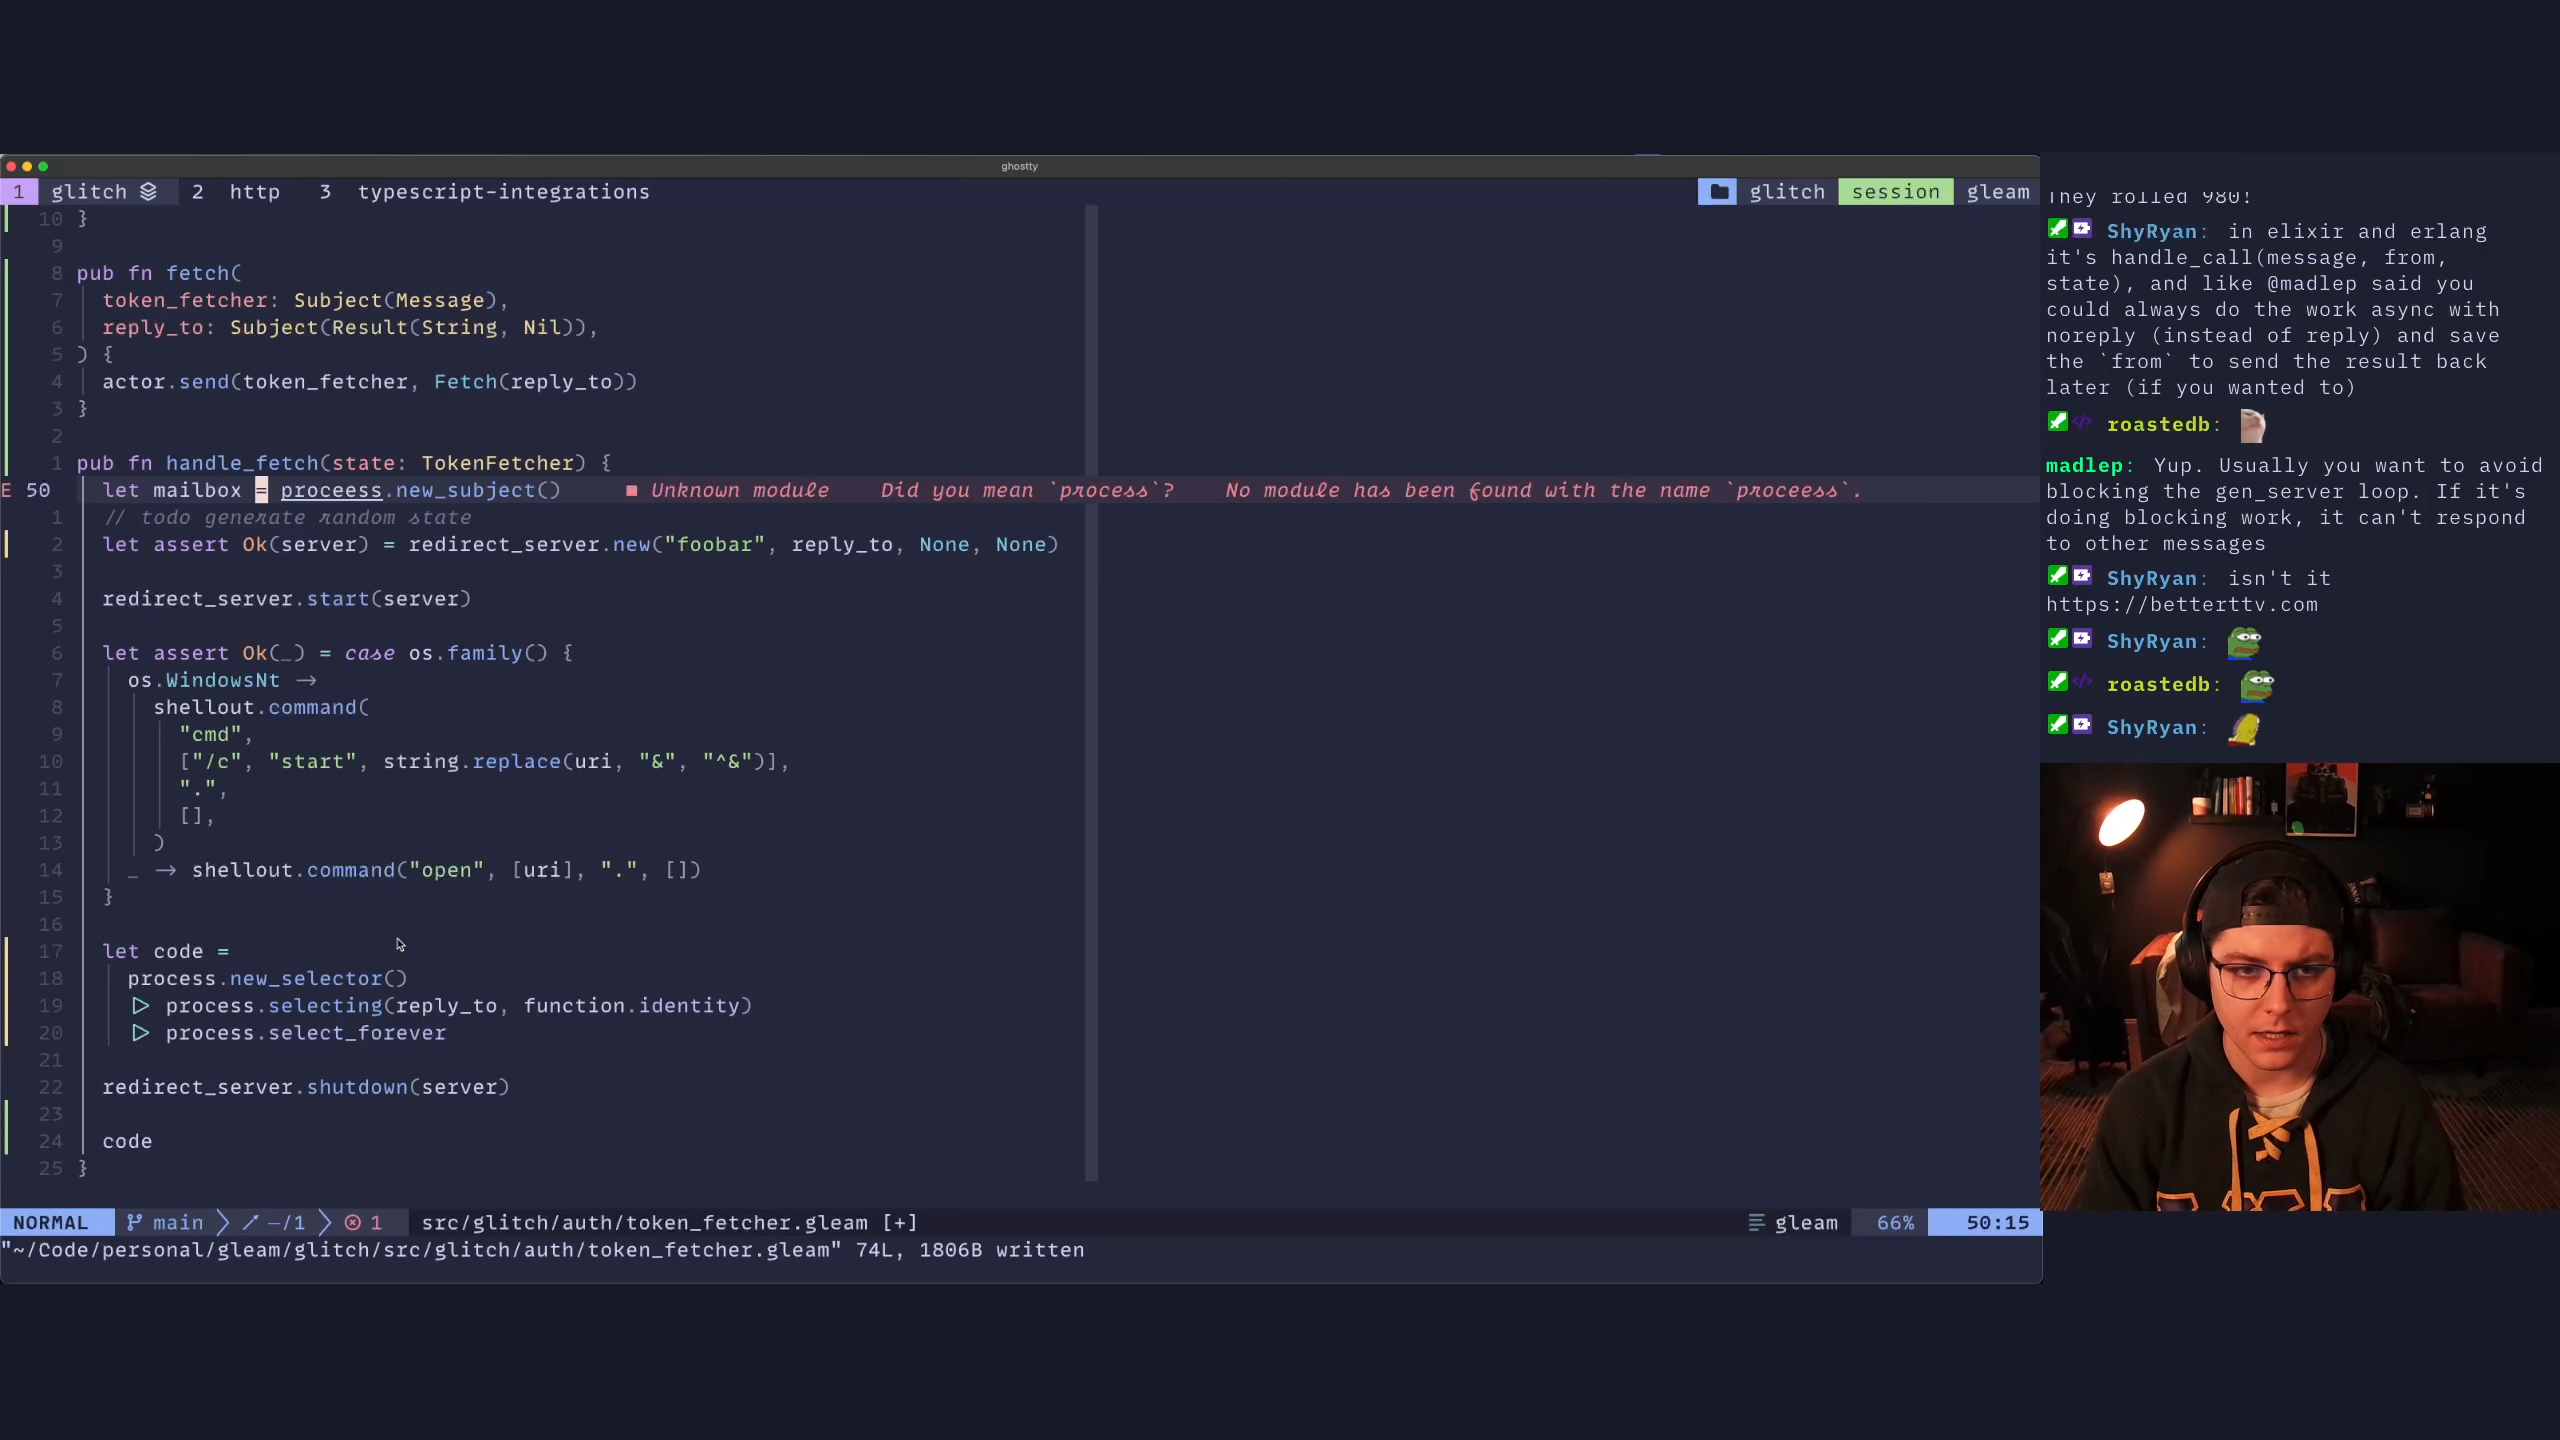 ghostty
1 glitch 2 http 3 typescript-integrations glitch session gleam
10 }
9
8 pub fn fetch(
7 token_fetcher: Subject(Message),
6 reply_to: Subject(Result(String, Nil)),
5 ) {
4 actor.send(token_fetcher, Fetch(reply_to))
3 }
2
1 pub fn handle_fetch(state: TokenFetcher) {
E 50 let mailbox = proceess.new_subject() ■ Unknown module Did you mean `process`? No module has been found with the name `proceess`.
1 // todo generate random state
2 let assert Ok(server) = redirect_server.new("foobar", reply_to, None, None)
3
4 redirect_server.start(server)
5
6 let assert Ok(_) = case os.family() {
7 os.WindowsNt ->
8 shellout.command(
9 "cmd",
10 ["/c", "start", string.replace(uri, "&", "^&")],
11 ".",
12 [],
13 )
14 _ -> shellout.command("open", [uri], ".", [])
15 }
16
17 let code =
18 process.new_selector()
19 |> process.selecting(reply_to, function.identity)
20 |> process.select_forever
21
22 redirect_server.shutdown(server)
23
24 code
25 }
NORMAL main ~/1 1 src/glitch/auth/token_fetcher.gleam [+] gleam 66% 50:15
"~/Code/personal/gleam/glitch/src/glitch/auth/token_fetcher.gleam" 74L, 1806B written
They rolled 980!
ShyRyan: in elixir and erlang
it's handle_call(message, from,
state), and like @madlep said you
could always do the work async with
noreply (instead of reply) and save
the `from` to send the result back
later (if you wanted to)
roastedb:
madlep: Yup. Usually you want to avoid
blocking the gen_server loop. If it's
doing blocking work, it can't respond
to other messages
ShyRyan: isn't it
https://betterttv.com
ShyRyan:
roastedb:
ShyRyan: